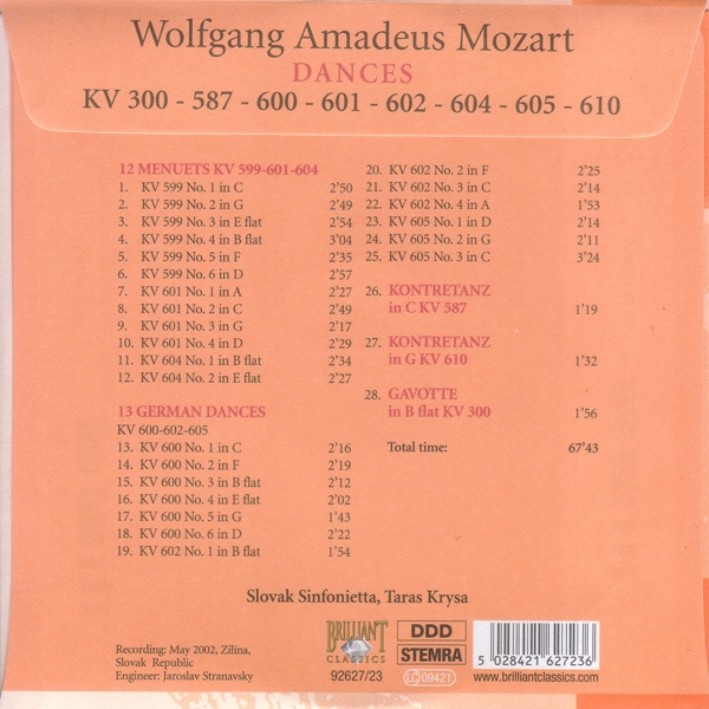 Wolfgang Amadeus Mozart
DANCES
KV 300 - 587 - 600 - 601 - 602 - 604 - 605 - 610
12 MENUETS KV 599-601-604
1. KV 599 No. 1 in C 2'50
2. KV 599 No. 2 in G 2'49
3. KV 599 No. 3 in E flat 2'54
4. KV 599 No. 4 in B flat 3'04
5. KV 599 No. 5 in F 2'35
6. KV 599 No. 6 in D 2'57
7. KV 601 No. 1 in A 2'27
8. KV 601 No. 2 in C 2'49
9. KV 601 No. 3 in G 2'17
10. KV 601 No. 4 in D 2'29
11. KV 604 No. 1 in B flat 2'34
12. KV 604 No. 2 in E flat 2'27
13 GERMAN DANCES
KV 600-602-605
13. KV 600 No. 1 in C 2'16
14. KV 600 No. 2 in F 2'19
15. KV 600 No. 3 in B flat 2'12
16. KV 600 No. 4 in E flat 2'02
17. KV 600 No. 5 in G 1'43
18. KV 600 No. 6 in D 2'22
19. KV 602 No. 1 in B flat 1'54
20. KV 602 No. 2 in F 2'25
21. KV 602 No. 3 in C 2'14
22. KV 602 No. 4 in A 1'53
23. KV 605 No. 1 in D 2'14
24. KV 605 No. 2 in G 2'11
25. KV 605 No. 3 in C 3'24
26. KONTRETANZ
in C KV 587 1'19
27. KONTRETANZ
in G KV 610 1'32
28. GAVOTTE
in B flat KV 300 1'56
Total time: 67'43
Slovak Sinfonietta, Taras Krysa
Recording: May 2002, Zilina,
Slovak Republic
Engineer: Jaroslav Stranavsky
BRILLIANT
CLASSICS
92627/23
DDD
STEMRA
LC 09421
5 028421 627236
www.brilliantclassics.com